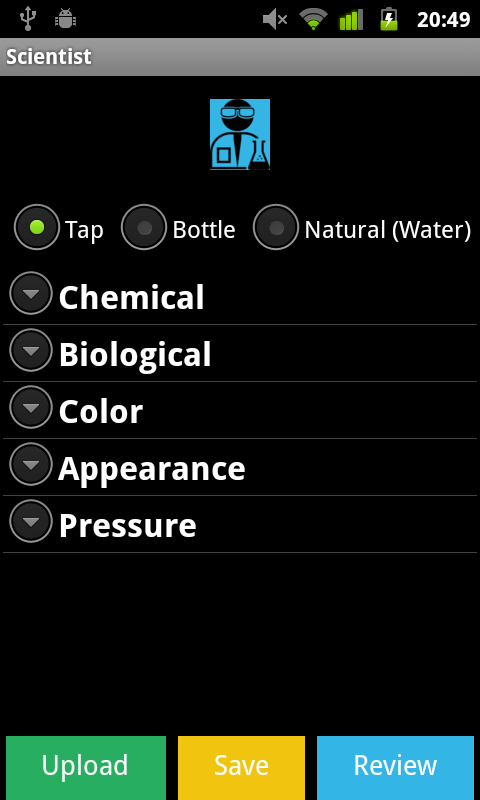 20:49
Scientist
Tap Bottle Natural (Water)
Chemical
Biological
Color
Appearance
Pressure
Upload Save Review